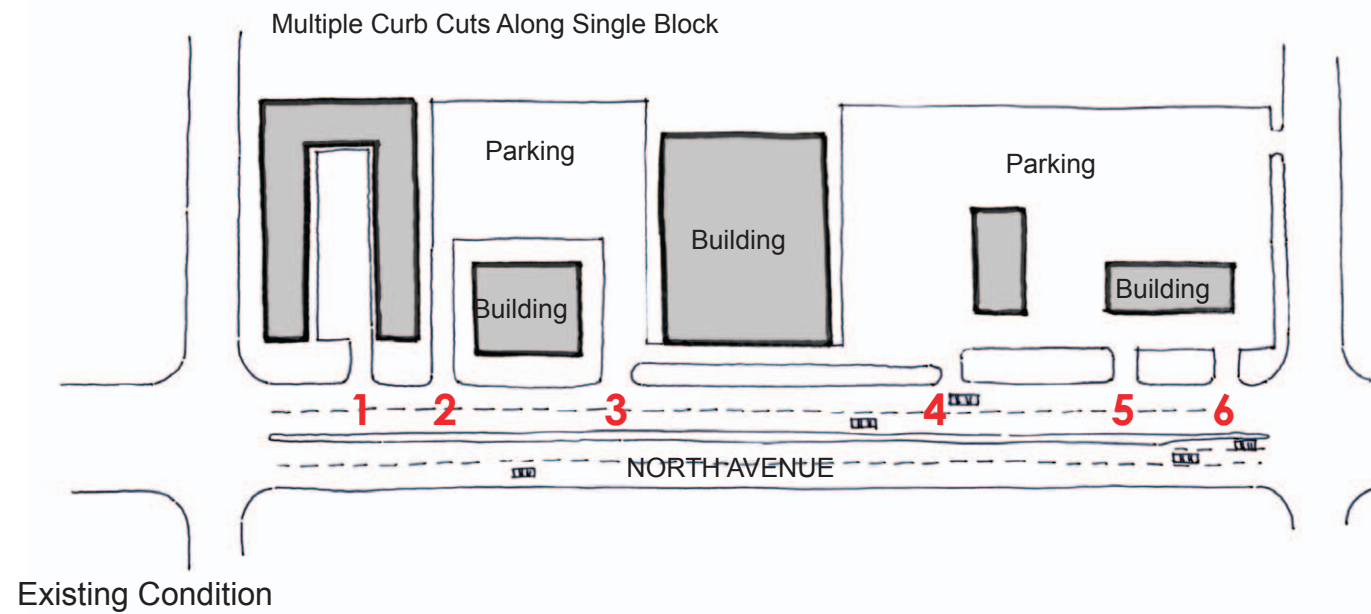 Multiple Curb Cuts Along Single Block
Parking
Parking
Building
Building
Building
1 2 3 4 5 6
NORTH AVENUE
Existing Condition